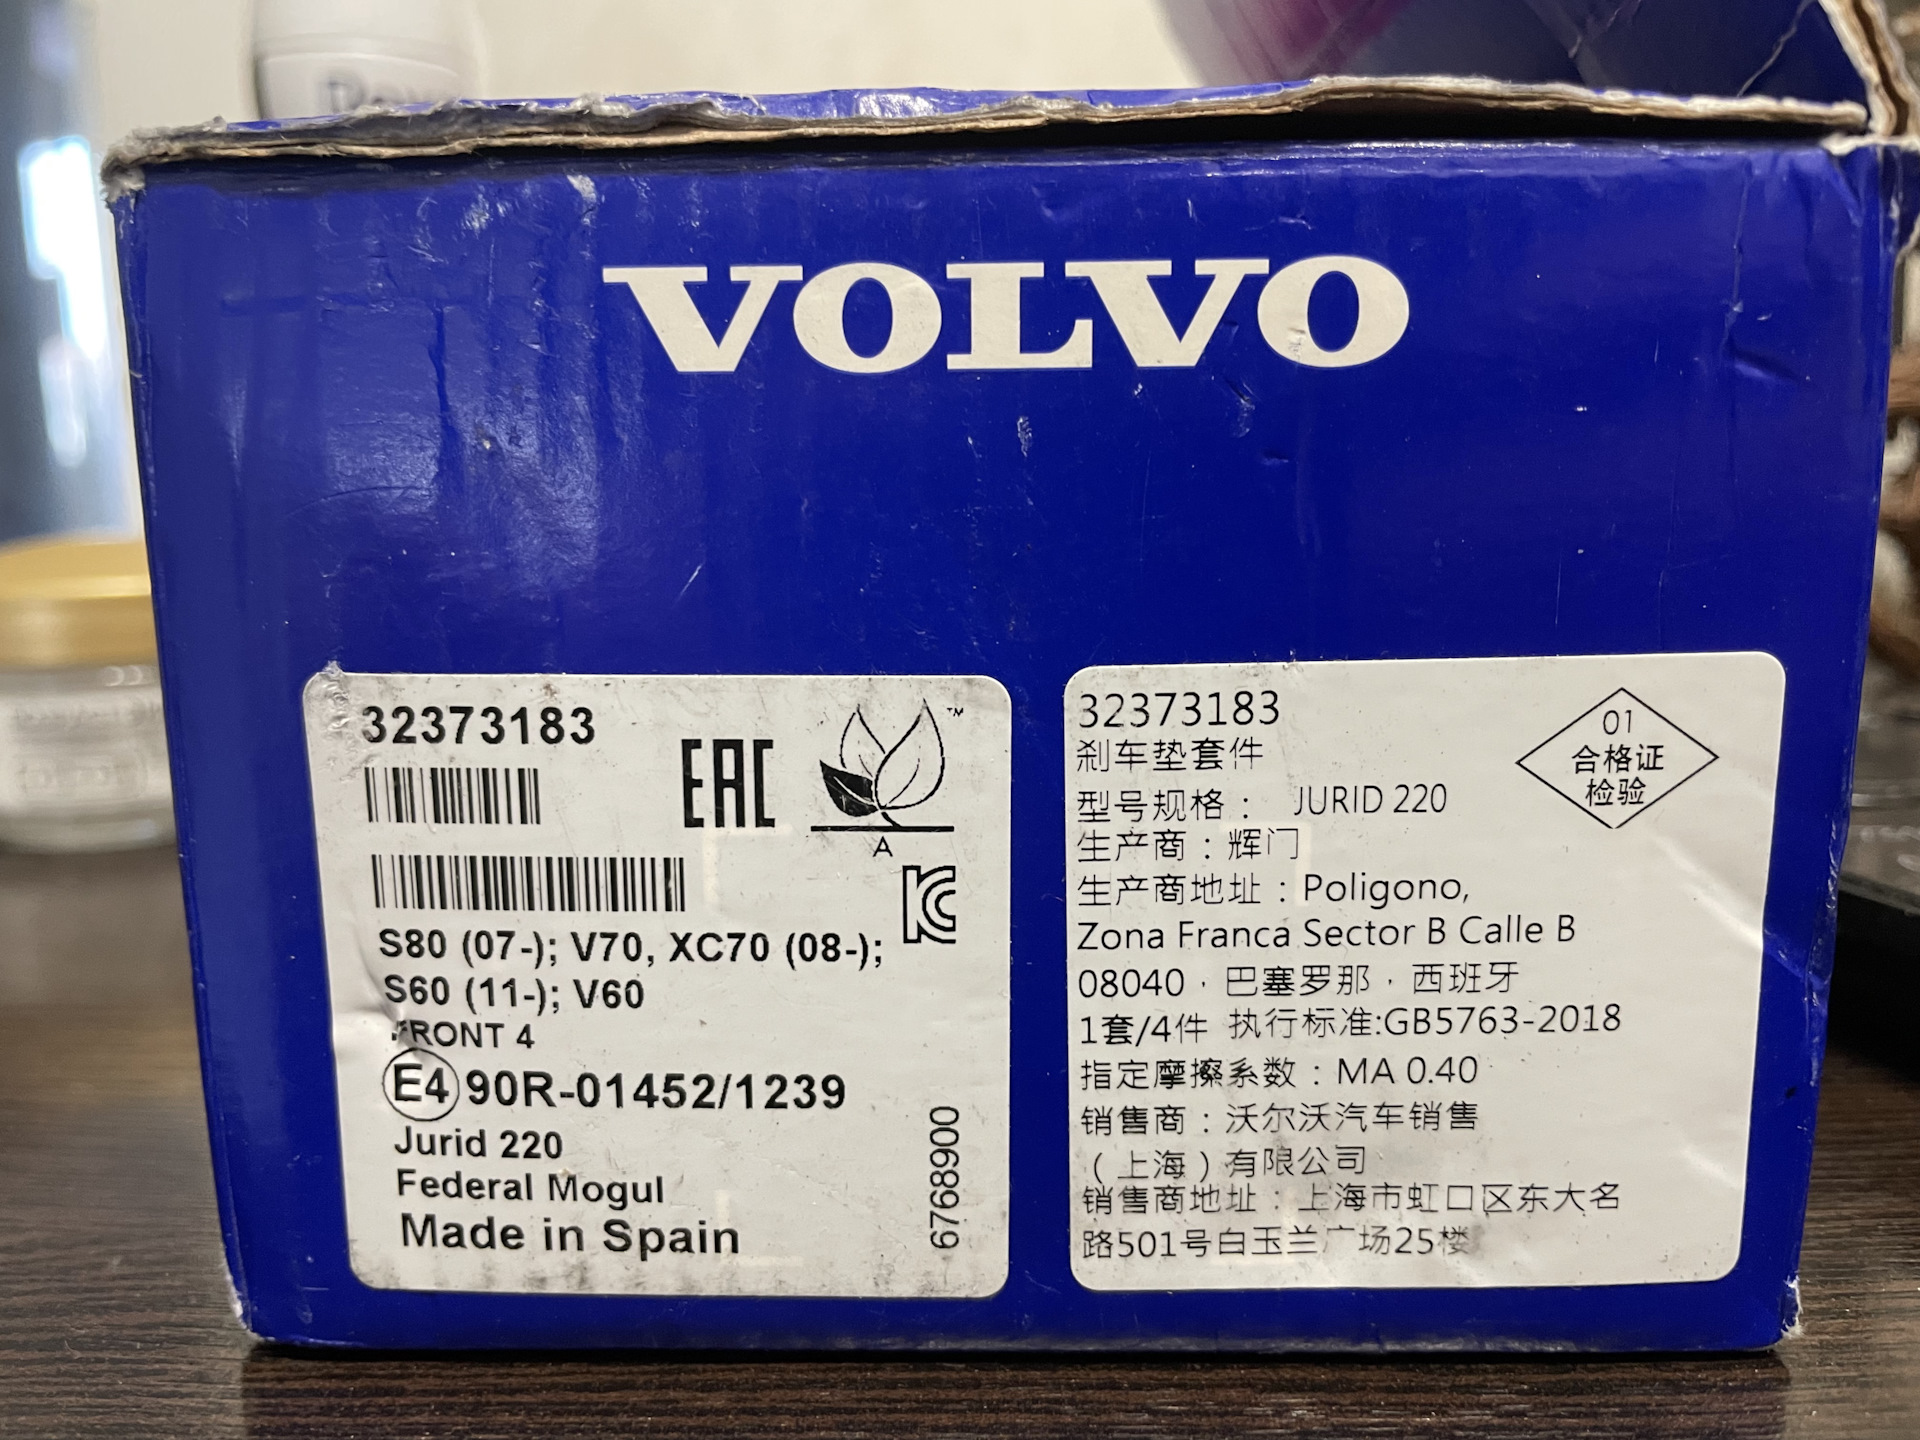 VOLVO
32373183
EAC
TM
A
S80 (07-); V70, XC70 (08-);
S60 (11-); V60
FRONT 4
E4 90R-01452/1239
Jurid 220
Federal Mogul
Made in Spain
6768900
32373183
刹车垫套件
型号规格： JURID 220
生产商：辉门
生产商地址：Poligono,
Zona Franca Sector B Calle B
08040，巴塞罗那，西班牙
1套/4件 执行标准:GB5763-2018
指定摩擦系数：MA 0.40
销售商：沃尔沃汽车销售
（上海）有限公司
销售商地址：上海市虹口区东大名
路501号白玉兰广场25楼
01
合格证
检验